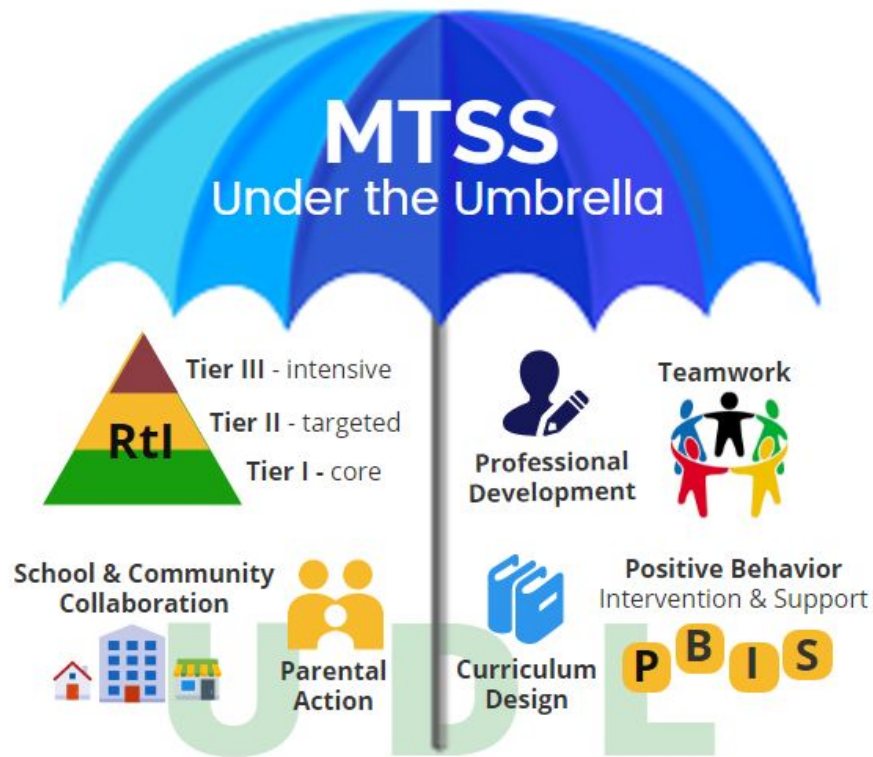 MTSS
Under the Umbrella
RtI
Tier III - intensive
Tier II - targeted
Tier I - core
Professional
Development
Teamwork
School & Community
Collaboration
Parental
Action
Curriculum
Design
Positive Behavior
Intervention & Support
P B I S
UDL